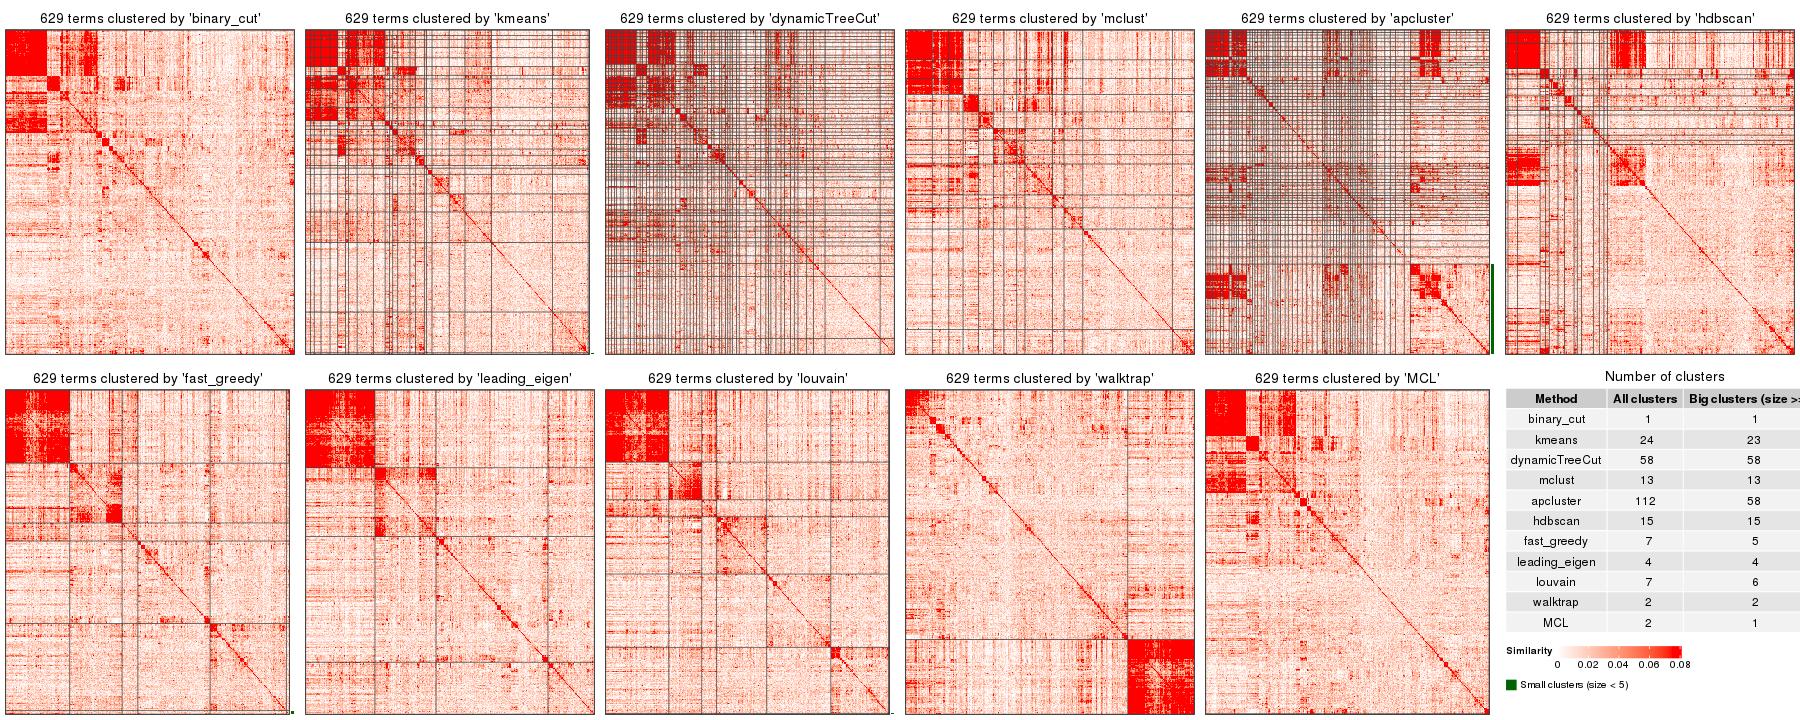 629 terms clustered by 'binary_cut'
629 terms clustered by 'kmeans'
629 terms clustered by 'dynamicTreeCut'
629 terms clustered by 'mclust'
629 terms clustered by 'apcluster'
629 terms clustered by 'hdbscan'
629 terms clustered by 'fast_greedy'
629 terms clustered by 'leading_eigen'
629 terms clustered by 'louvain'
629 terms clustered by 'walktrap'
629 terms clustered by 'MCL'
Number of clusters
Method All clusters Big clusters (size >
binary_cut 1 1
kmeans 24 23
dynamicTreeCut 58 58
mclust 13 13
apcluster 112 58
hdbscan 15 15
fast_greedy 7 5
leading_eigen 4 4
louvain 7 6
walktrap 2 2
MCL 2 1
Similarity
0 0.02 0.04 0.06 0.08
Small clusters (size < 5)